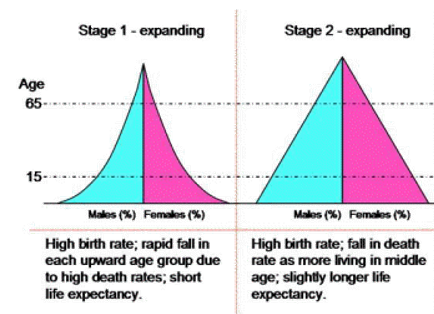 Stage 1 - expanding
Stage 2 - expanding
Age
65
15
Males (%) Females (%)
Males (%) Females (%)
High birth rate; rapid fall in
each upward age group due
to high death rates; short
life expectancy.
High birth rate; fall in death
rate as more living in middle
age; slightly longer life
expectancy.